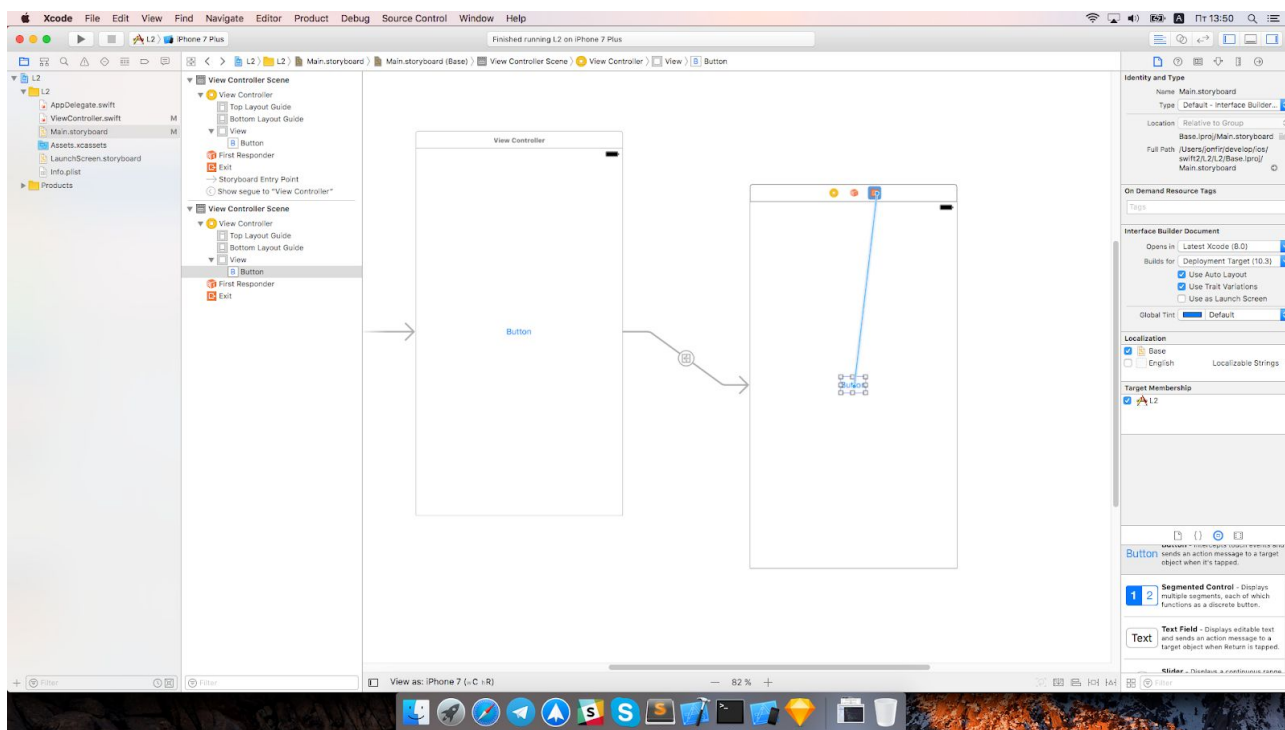 Xcode File Edit View Find Navigate Editor Product Debug Source Control Window Help
Пт 13:50
L2 iPhone 7 Plus
Finished running L2 on iPhone 7 Plus
L2 L2 Main.storyboard Main.storyboard (Base) View Controller Scene View Controller View B Button
L2
L2
AppDelegate.swift
ViewController.swift M
Main.storyboard M
Assets.xcassets
LaunchScreen.storyboard
Info.plist
Products
Filter
View Controller Scene
View Controller
Top Layout Guide
Bottom Layout Guide
View
B Button
First Responder
Exit
Storyboard Entry Point
Show segue to "View Controller"
View Controller Scene
View Controller
Top Layout Guide
Bottom Layout Guide
View
B Button
First Responder
Exit
Filter
View Controller
Button
Button
View as: iPhone 7 (wC hR)
— 82 % +
Identity and Type
Name Main.storyboard
Type Default - Interface Builder...
Location Relative to Group
Base.lproj/Main.storyboard
Full Path /Users/jonfir/develop/ios/
swift2/L2/L2/Base.lproj/
Main.storyboard
On Demand Resource Tags
Tags
Interface Builder Document
Opens in Latest Xcode (8.0)
Builds for Deployment Target (10.3)
Use Auto Layout
Use Trait Variations
Use as Launch Screen
Global Tint Default
Localization
Base
English Localizable Strings
Target Membership
L2
Button
sends an action message to a target
object when it's tapped.
1 2
Segmented Control - Displays
multiple segments, each of which
functions as a discrete button.
Text
Text Field - Displays editable text
and sends an action message to a
target object when Return is tapped.
Slider - Displays a continuous range
Filter